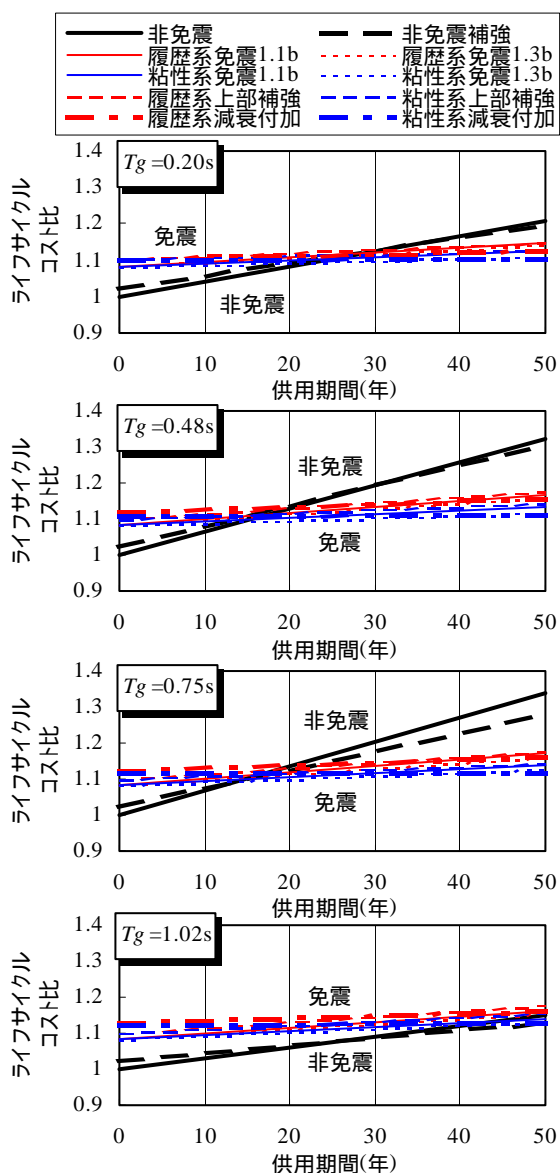 非免震 非免震補強
履歴系免震1.1b 履歴系免震1.3b
粘性系免震1.1b 粘性系免震1.3b
履歴系上部補強 粘性系上部補強
履歴系減衰付加 粘性系減衰付加
Tg =0.20s
ライフサイクル
コスト比
1.4
1.3
1.2
1.1
1
0.9
免震
非免震
0 10 20 30 40 50
供用期間(年)
Tg =0.48s
ライフサイクル
コスト比
1.4
1.3
1.2
1.1
1
0.9
非免震
免震
0 10 20 30 40 50
供用期間(年)
Tg =0.75s
ライフサイクル
コスト比
1.4
1.3
1.2
1.1
1
0.9
非免震
免震
0 10 20 30 40 50
供用期間(年)
Tg =1.02s
ライフサイクル
コスト比
1.4
1.3
1.2
1.1
1
0.9
免震
非免震
0 10 20 30 40 50
供用期間(年)